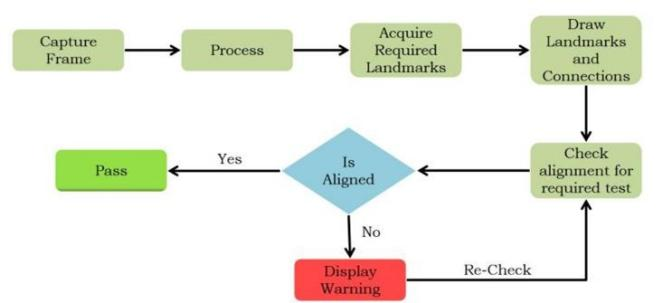 Capture
Frame
Process
Acquire
Required
Landmarks
Draw
Landmarks
and
Connections
Check
alignment for
required test
Is
Aligned
Yes
Pass
No
Display
Warning
Re-Check